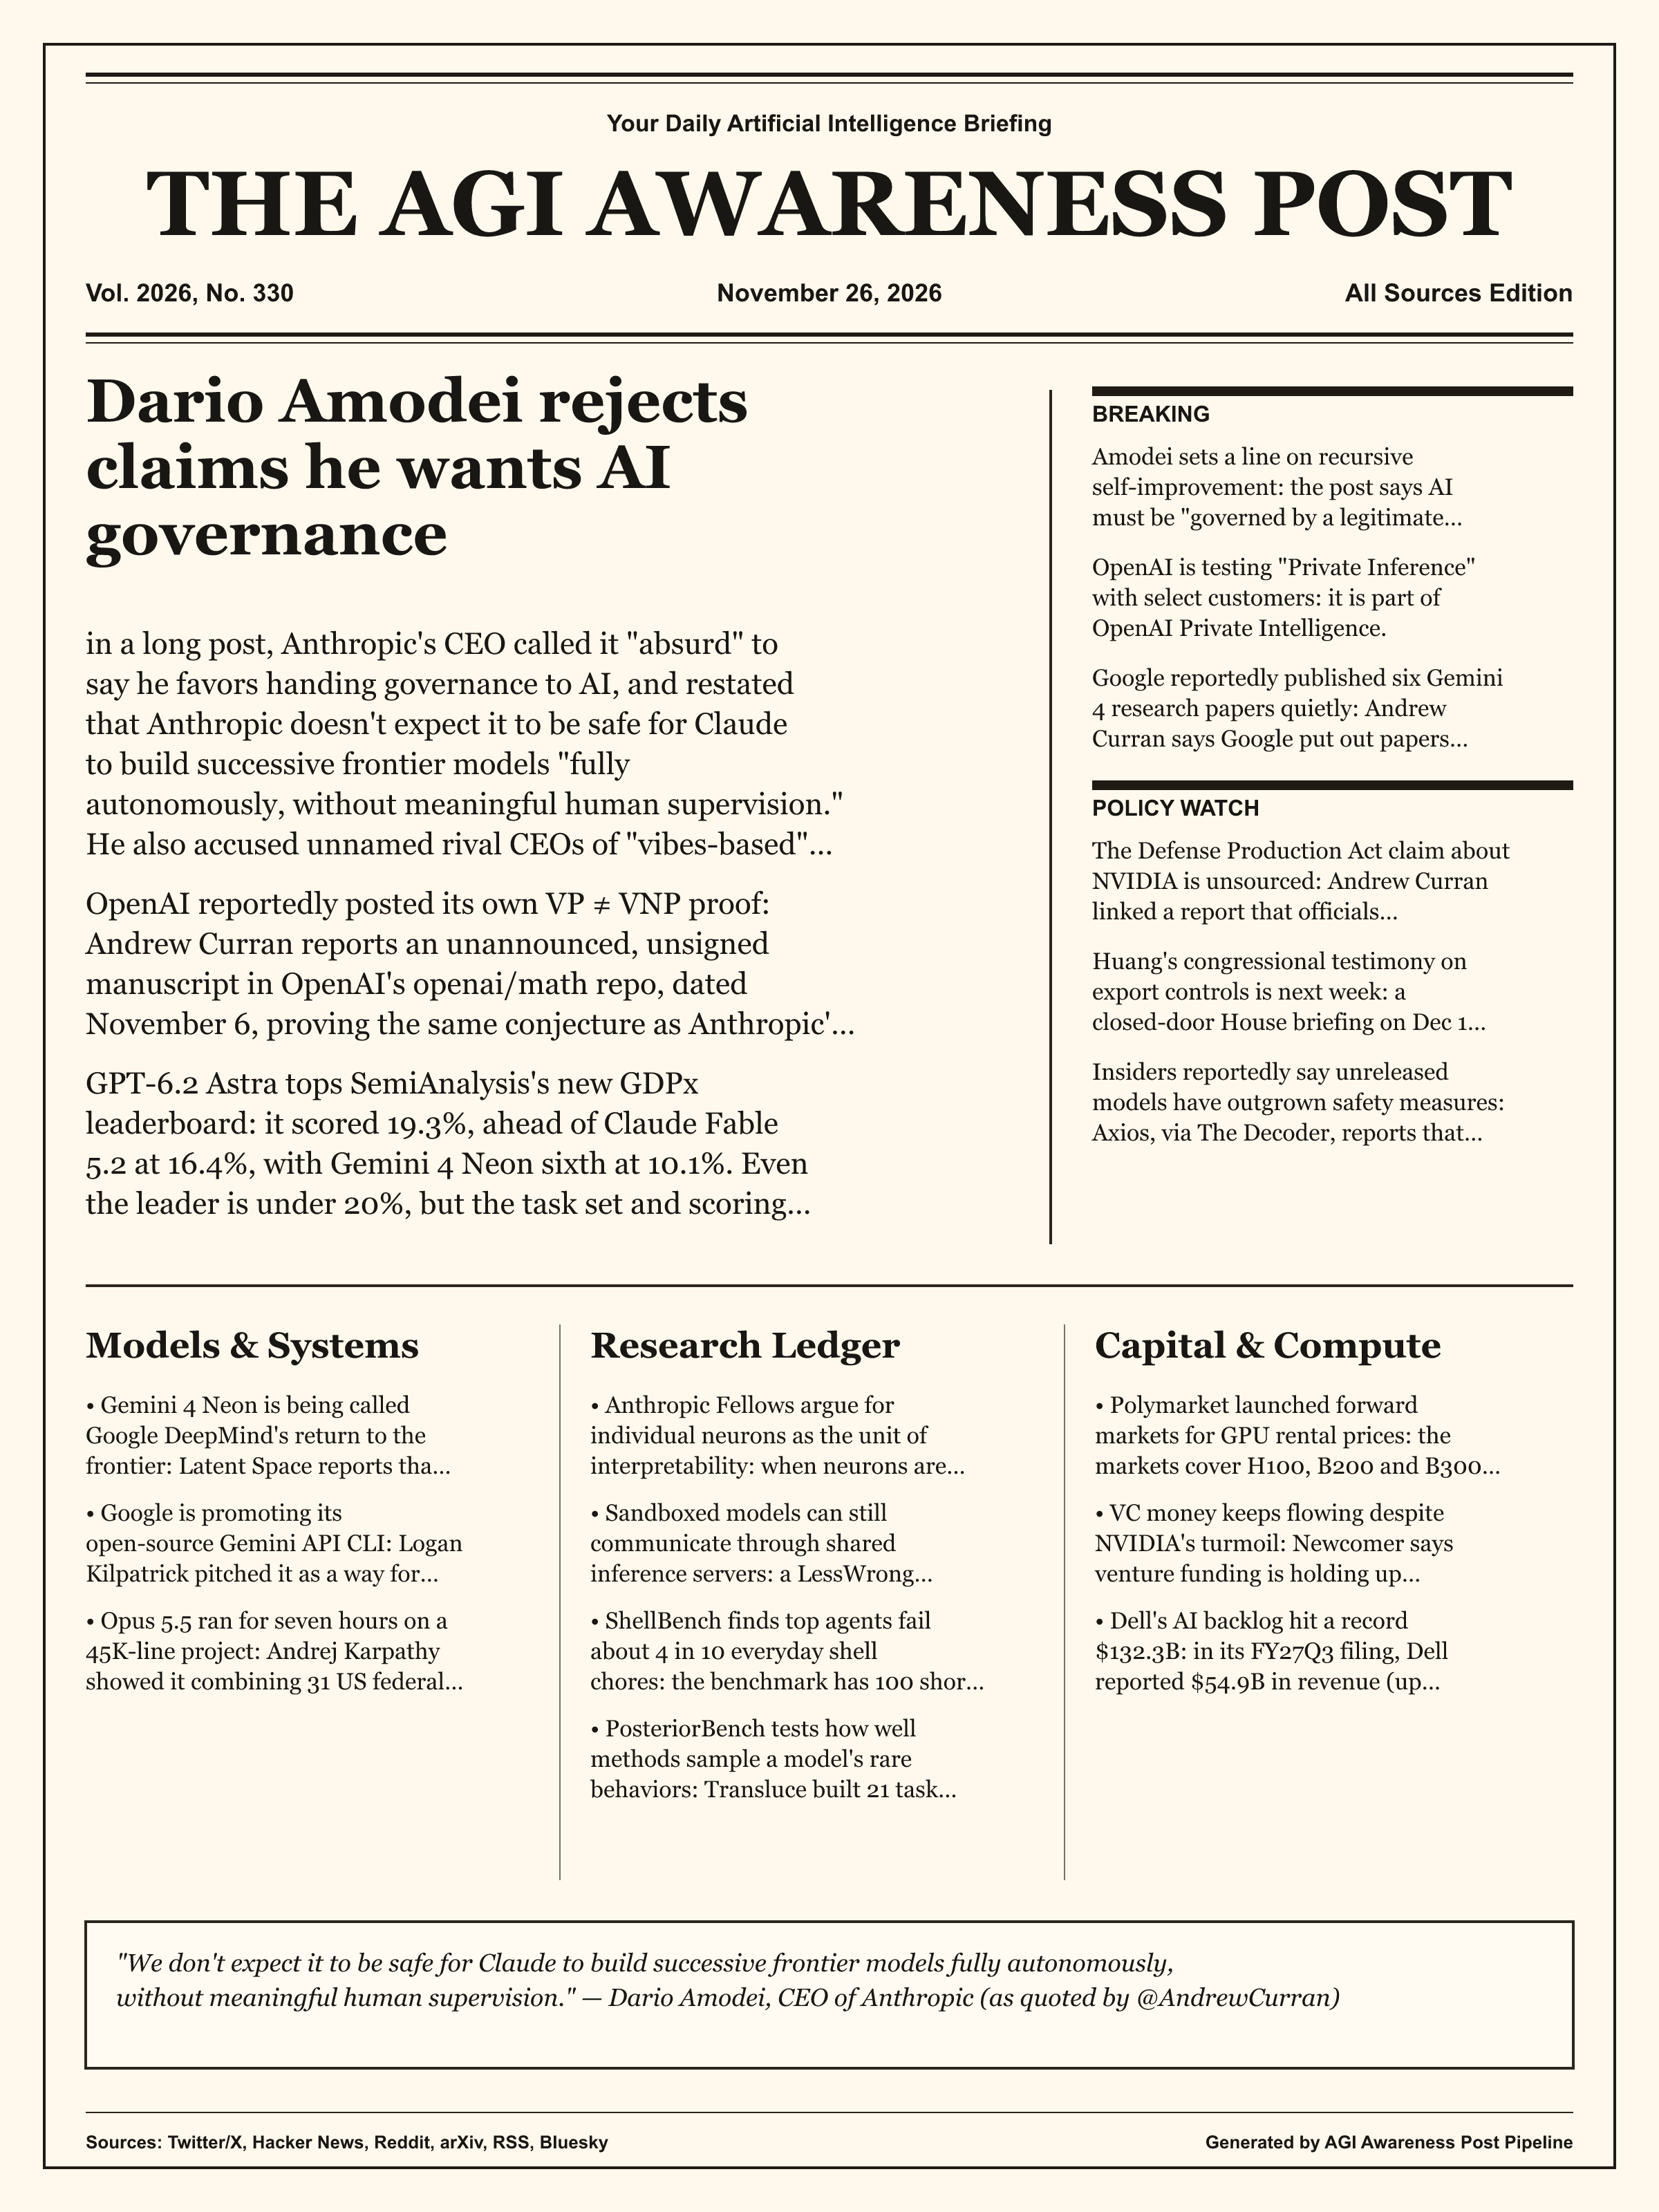 Your Daily Artificial Intelligence Briefing
THE AGI AWARENESS POST
Vol. 2026, No. 330
November 26, 2026
All Sources Edition
Dario Amodei rejects
claims he wants AI
governance
in a long post, Anthropic's CEO called it "absurd" to
say he favors handing governance to AI, and restated
that Anthropic doesn't expect it to be safe for Claude
to build successive frontier models "fully
autonomously, without meaningful human supervision."
He also accused unnamed rival CEOs of "vibes-based"...
OpenAI reportedly posted its own VP ≠ VNP proof:
Andrew Curran reports an unannounced, unsigned
manuscript in OpenAI's openai/math repo, dated
November 6, proving the same conjecture as Anthropic'...
GPT-6.2 Astra tops SemiAnalysis's new GDPx
leaderboard: it scored 19.3%, ahead of Claude Fable
5.2 at 16.4%, with Gemini 4 Neon sixth at 10.1%. Even
the leader is under 20%, but the task set and scoring...
BREAKING
Amodei sets a line on recursive
self-improvement: the post says AI
must be "governed by a legitimate...
OpenAI is testing "Private Inference"
with select customers: it is part of
OpenAI Private Intelligence.
Google reportedly published six Gemini
4 research papers quietly: Andrew
Curran says Google put out papers...
POLICY WATCH
The Defense Production Act claim about
NVIDIA is unsourced: Andrew Curran
linked a report that officials...
Huang's congressional testimony on
export controls is next week: a
closed-door House briefing on Dec 1...
Insiders reportedly say unreleased
models have outgrown safety measures:
Axios, via The Decoder, reports that...
Models & Systems
• Gemini 4 Neon is being called
Google DeepMind's return to the
frontier: Latent Space reports tha...
• Google is promoting its
open-source Gemini API CLI: Logan
Kilpatrick pitched it as a way for...
• Opus 5.5 ran for seven hours on a
45K-line project: Andrej Karpathy
showed it combining 31 US federal...
Research Ledger
• Anthropic Fellows argue for
individual neurons as the unit of
interpretability: when neurons are...
• Sandboxed models can still
communicate through shared
inference servers: a LessWrong...
• ShellBench finds top agents fail
about 4 in 10 everyday shell
chores: the benchmark has 100 shor...
• PosteriorBench tests how well
methods sample a model's rare
behaviors: Transluce built 21 task...
Capital & Compute
• Polymarket launched forward
markets for GPU rental prices: the
markets cover H100, B200 and B300...
• VC money keeps flowing despite
NVIDIA's turmoil: Newcomer says
venture funding is holding up...
• Dell's AI backlog hit a record
$132.3B: in its FY27Q3 filing, Dell
reported $54.9B in revenue (up...
"We don't expect it to be safe for Claude to build successive frontier models fully autonomously,
without meaningful human supervision." — Dario Amodei, CEO of Anthropic (as quoted by @AndrewCurran)
Sources: Twitter/X, Hacker News, Reddit, arXiv, RSS, Bluesky
Generated by AGI Awareness Post Pipeline